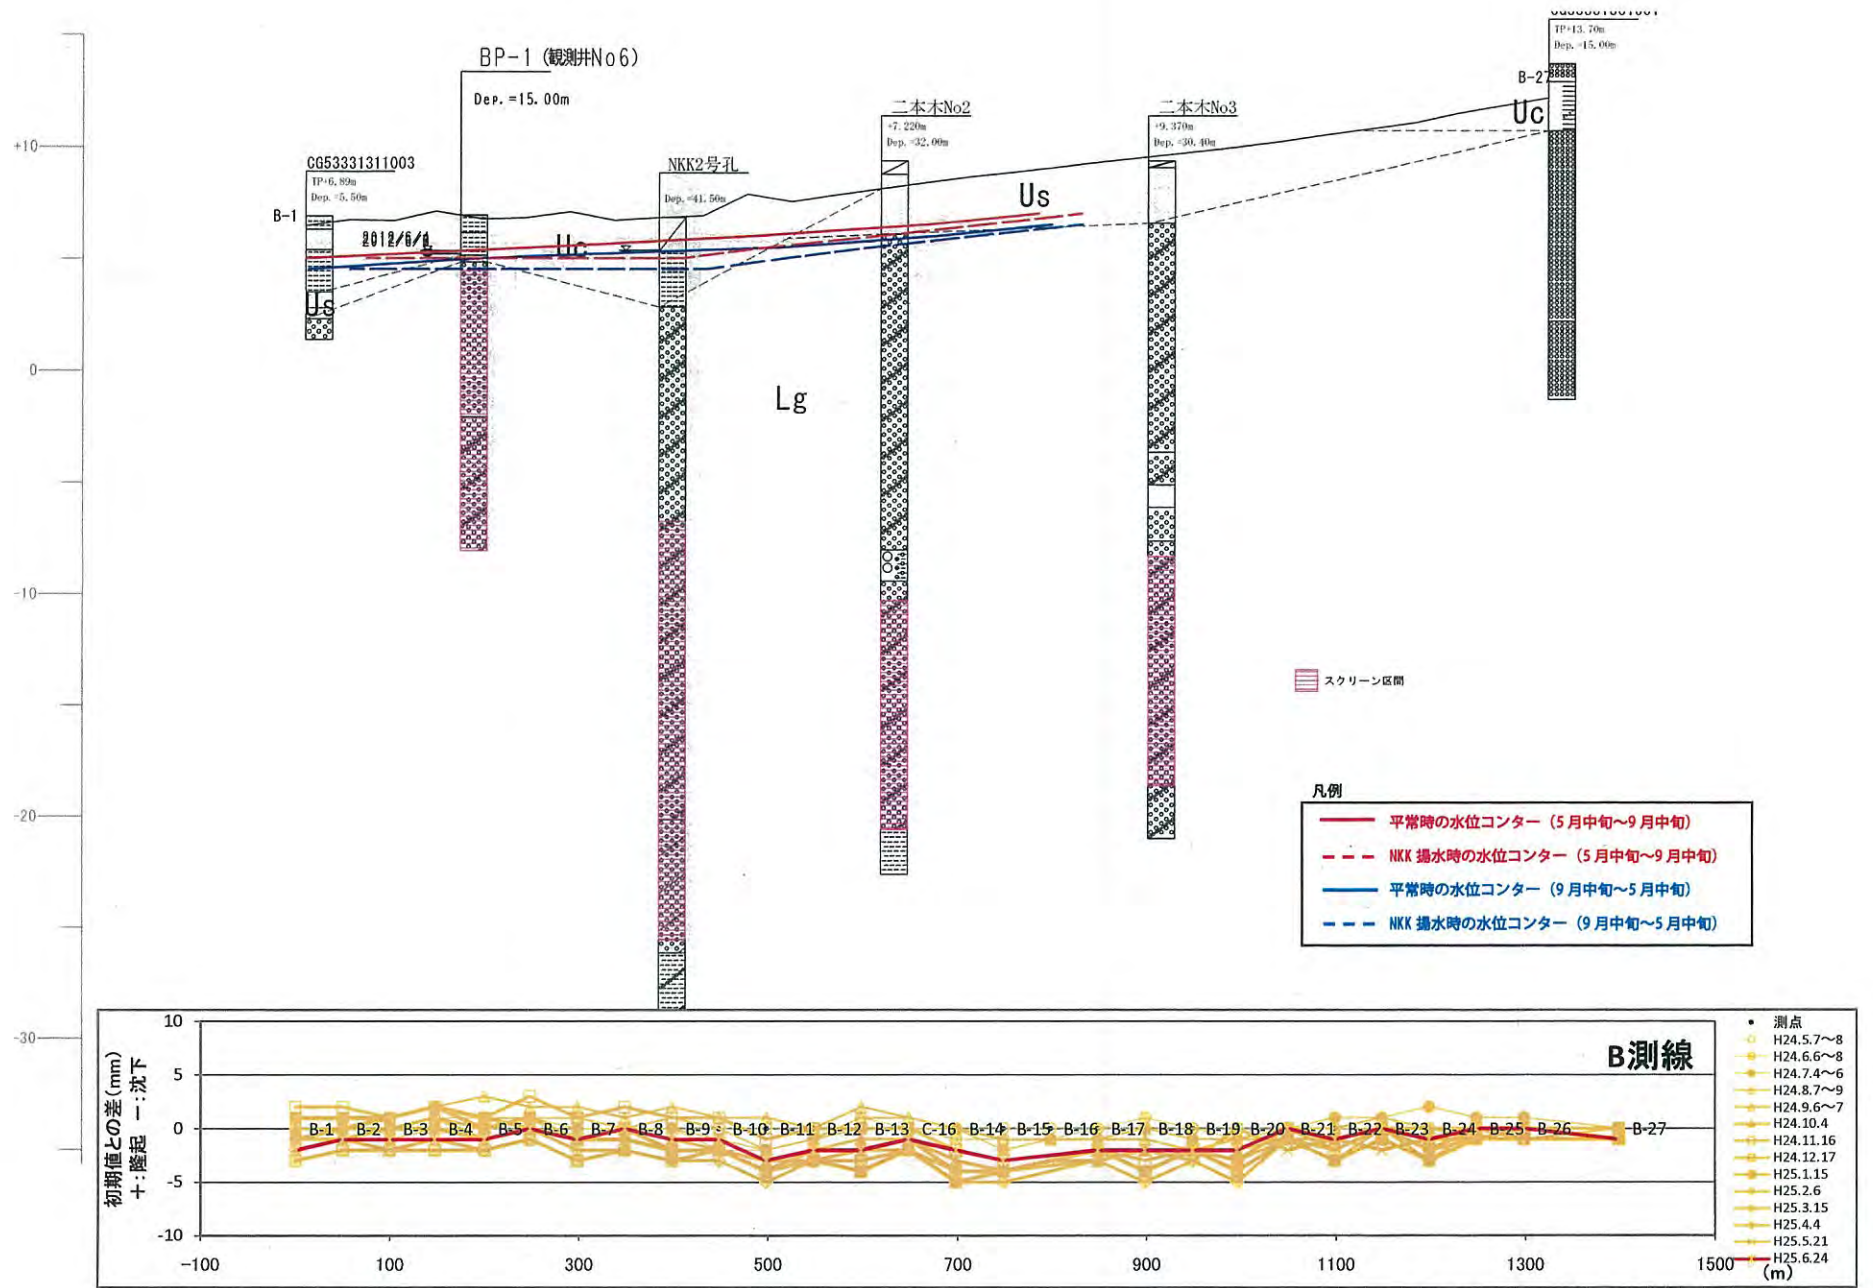 BP-1 (観測井No6)
Dep. =15.00m
CG53331311003
TP+6.89m
Dep. =5.50m
B-1
NKK2号孔
Dep. =41.50m
二本木No2
+7.220m
Dep. =32.00m
二本木No3
+9.370m
Dep. =30.40m
TP+13.70m
Dep. =15.00m
B-27
Uc
Us
Uc
Us
Lg
+10
0
-10
-20
-30
スクリーン区間
凡例
平常時の水位コンター（5月中旬～9月中旬）
NKK 揚水時の水位コンター（5月中旬～9月中旬）
平常時の水位コンター（9月中旬～5月中旬）
NKK 揚水時の水位コンター（9月中旬～5月中旬）
B測線
初期値との差(mm)
＋:隆起 －:沈下
10
5
0
-5
-10
B-1 B-2 B-3 B-4 B-5 B-6 B-7 B-8 B-9 B-10 B-11 B-12 B-13 C-16 B-14 B-15 B-16 B-17 B-18 B-19 B-20 B-21 B-22 B-23 B-24 B-25 B-26 B-27
-100 100 300 500 700 900 1100 1300 1500
(m)
測点
H24.5.7～8
H24.6.6～8
H24.7.4～6
H24.8.7～9
H24.9.6～7
H24.10.4
H24.11.16
H24.12.17
H25.1.15
H25.2.6
H25.3.15
H25.4.4
H25.5.21
H25.6.24